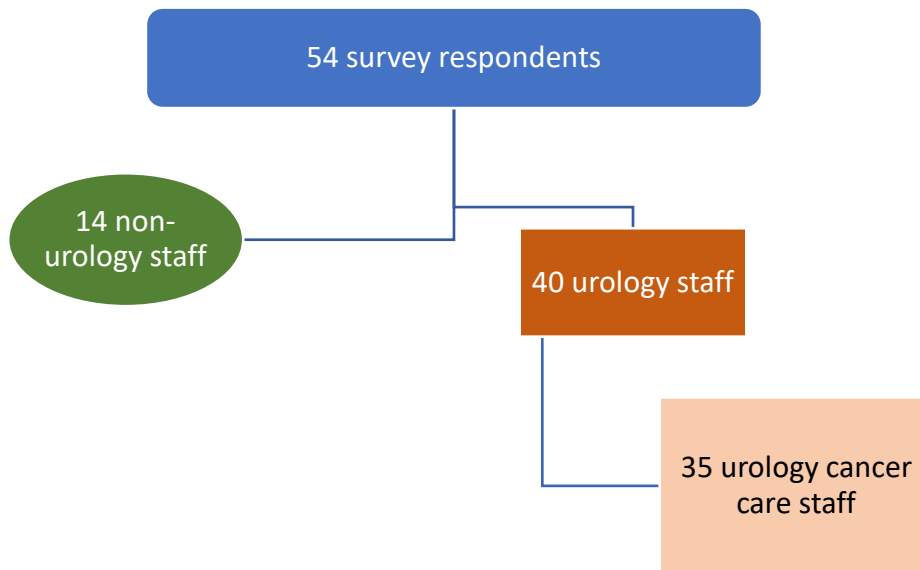 54 survey respondents
14 non-
urology staff
40 urology staff
35 urology cancer
care staff